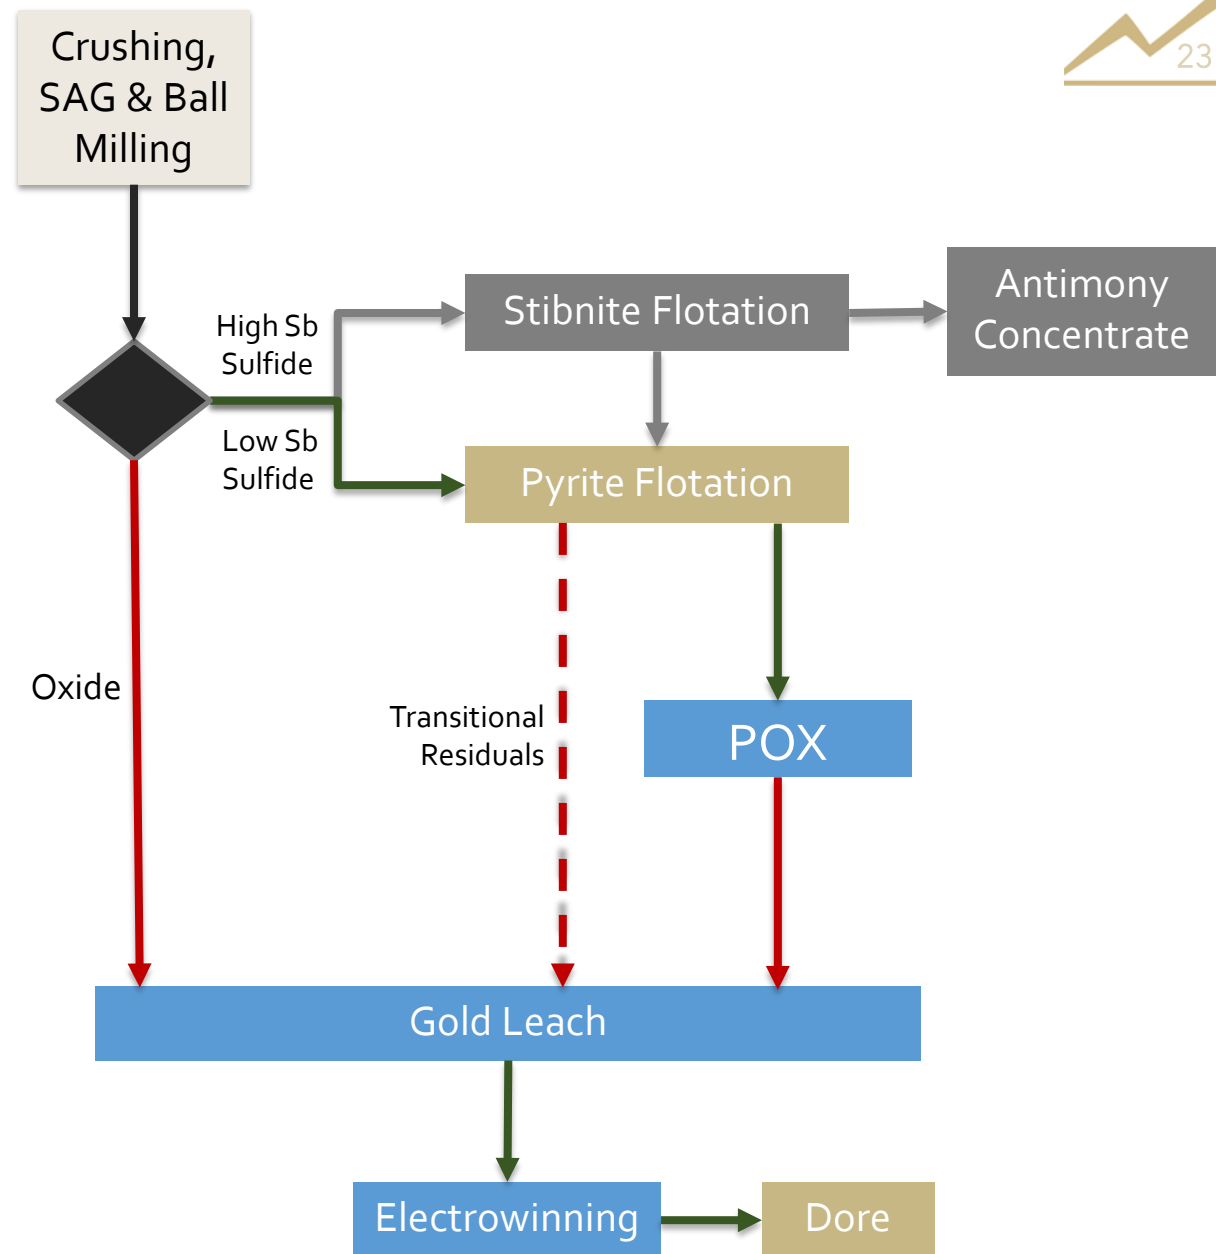 Crushing,
SAG & Ball
Milling
23
High Sb
Sulfide
Stibnite Flotation
Antimony
Concentrate
Low Sb
Sulfide
Pyrite Flotation
Oxide
Transitional
Residuals
POX
Gold Leach
Electrowinning
Dore